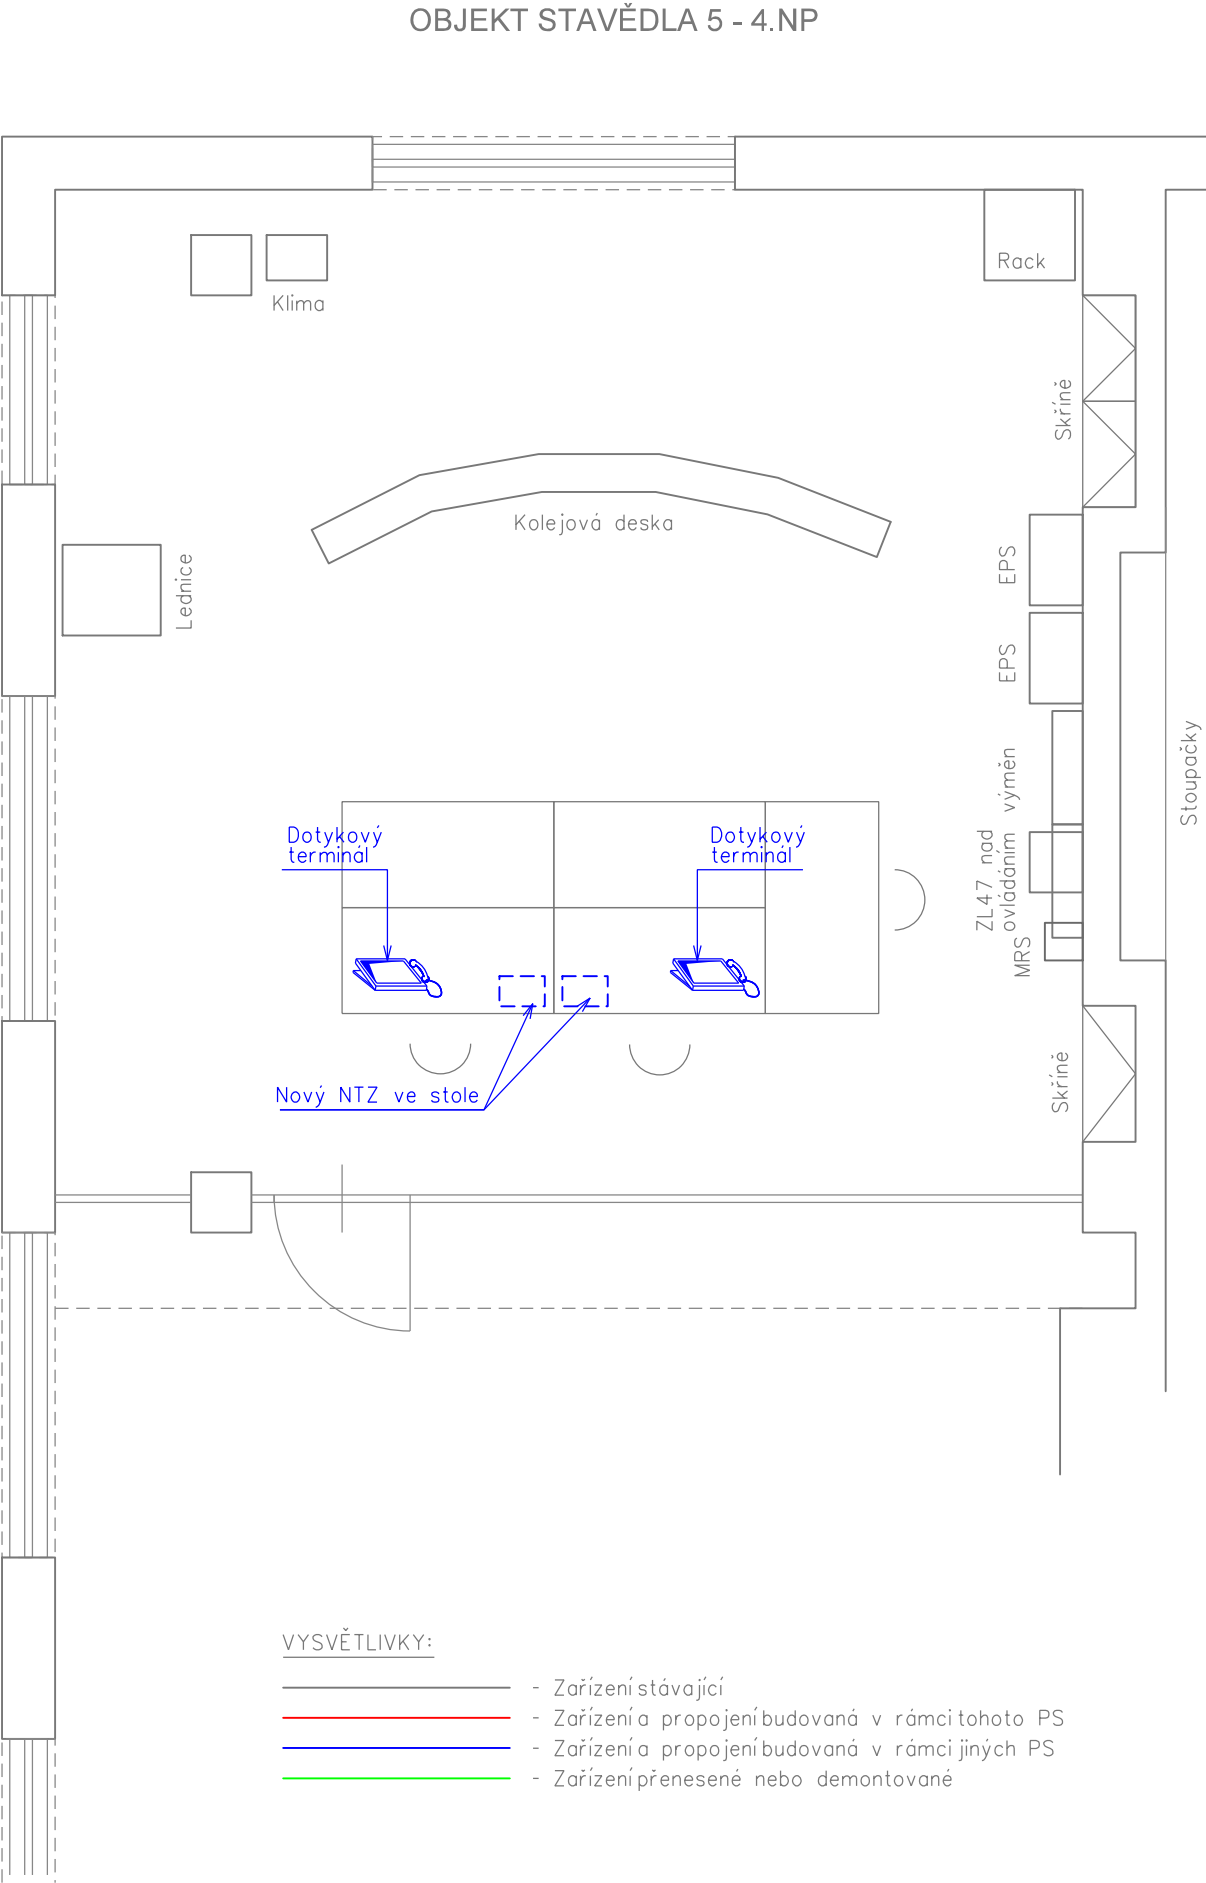 OBJEKT STAVĚDLA 5 - 4.NP
Rack
Klima
Skříně
Kolejová deska
Lednice
EPS
EPS
Stoupačky
ZL47 nad
ovládáním výměn
Dotykový
terminál
Dotykový
terminál
MRS
Skříně
Nový NTZ ve stole
VYSVĚTLIVKY:
- Zařízení stávající
- Zařízení a propojení budovaná v rámci tohoto PS
- Zařízení a propojení budovaná v rámci jiných PS
- Zařízení přenesené nebo demontované